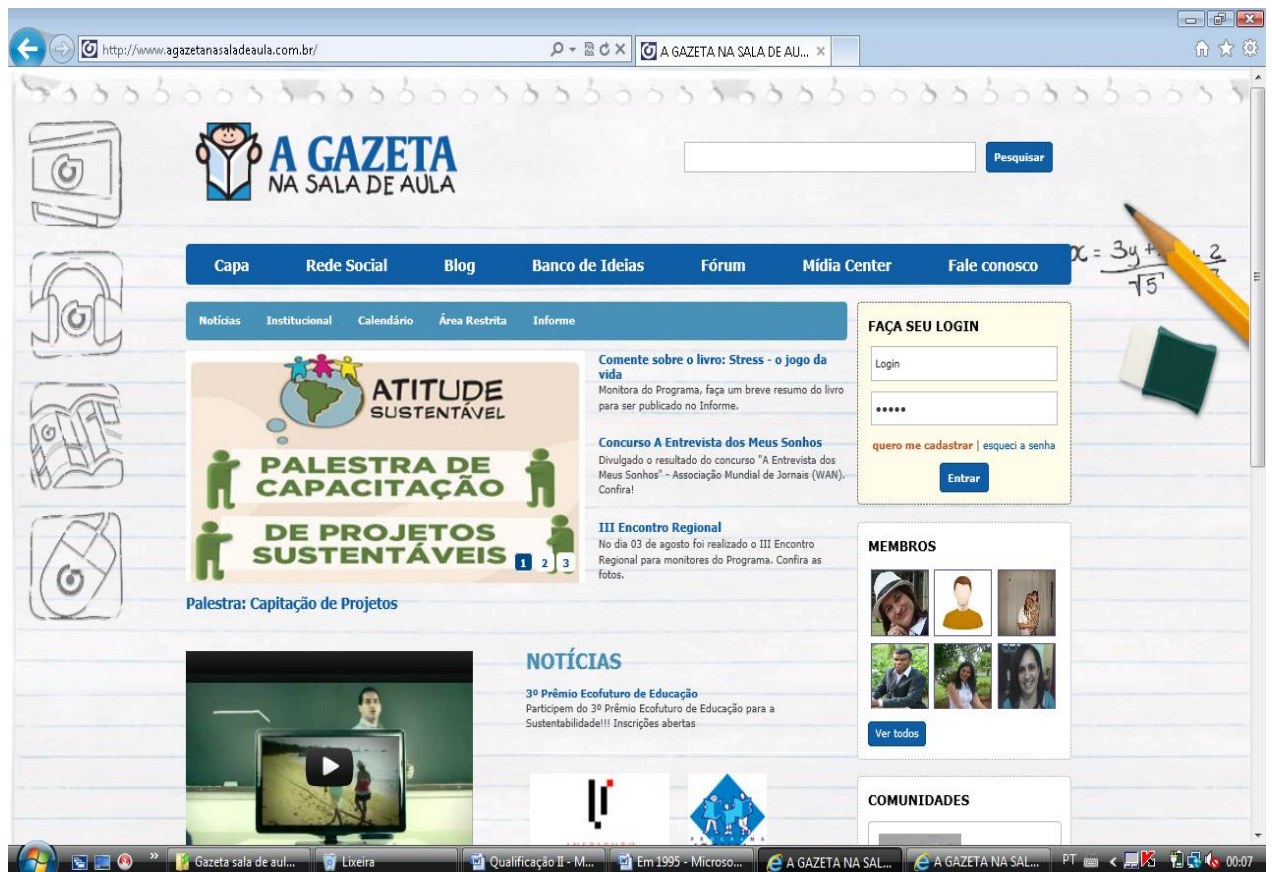 http://www.agazetanasaladeaula.com.br/
A GAZETA NA SALA DE AU...
A GAZETA
NA SALA DE AULA
Pesquisar
Capa Rede Social Blog Banco de Ideias Fórum Mídia Center Fale conosco
Notícias Institucional Calendário Área Restrita Informe
ATITUDE
SUSTENTÁVEL
PALESTRA DE
CAPACITAÇÃO
DE PROJETOS
SUSTENTÁVEIS
1 2 3
Palestra: Capitação de Projetos
Comente sobre o livro: Stress - o jogo da
vida
Monitora do Programa, faça um breve resumo do livro
para ser publicado no Informe.
Concurso A Entrevista dos Meus Sonhos
Divulgado o resultado do concurso "A Entrevista dos
Meus Sonhos" - Associação Mundial de Jornais (WAN).
Confira!
III Encontro Regional
No dia 03 de agosto foi realizado o III Encontro
Regional para monitores do Programa. Confira as
fotos.
FAÇA SEU LOGIN
Login
•••••
quero me cadastrar | esqueci a senha
Entrar
MEMBROS
Ver todos
COMUNIDADES
NOTÍCIAS
3º Prêmio Ecofuturo de Educação
Participem do 3º Prêmio Ecofuturo de Educação para a
Sustentabilidade!!! Inscrições abertas
Gazeta sala de aul... Lixeira Qualificação II - M... Em 1995 - Microso... A GAZETA NA SAL... A GAZETA NA SAL... PT 00:07